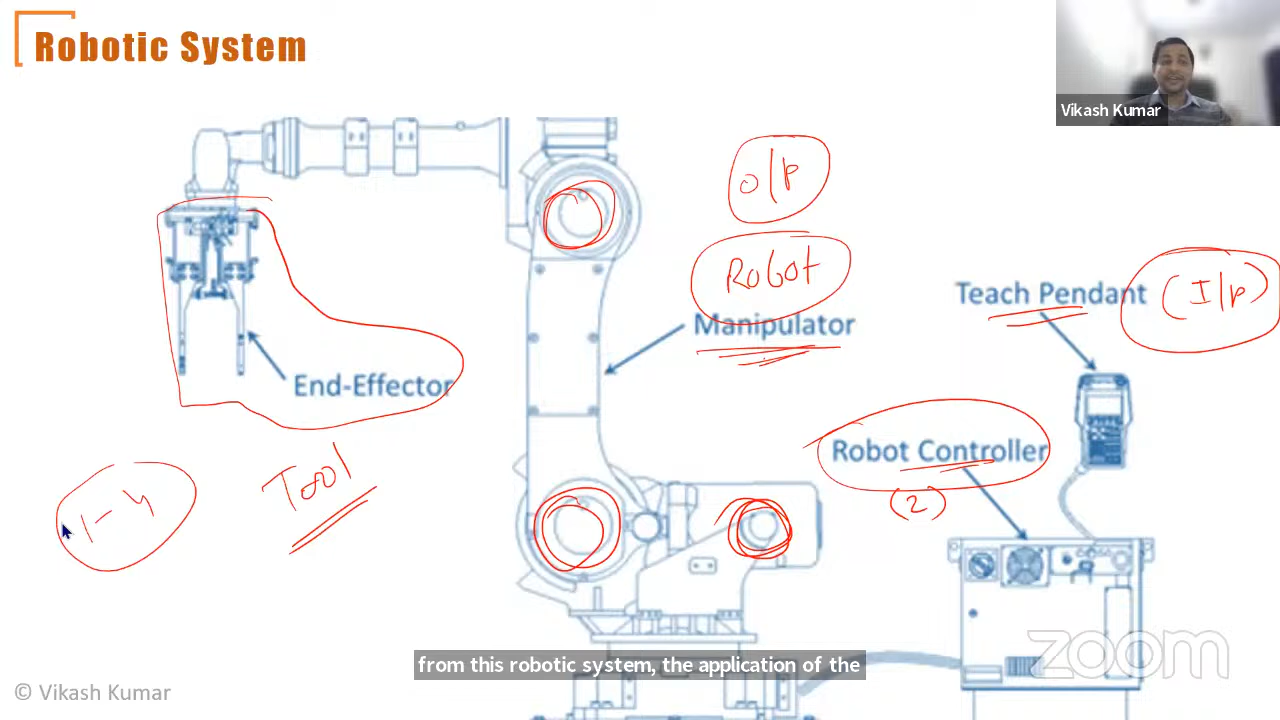 Robotic System
Vikash Kumar
O/P
Robot
Manipulator
Teach Pendant
(I/P)
End-Effector
Robot Controller
(2)
Tool
1-4
from this robotic system, the application of the
zoom
© Vikash Kumar